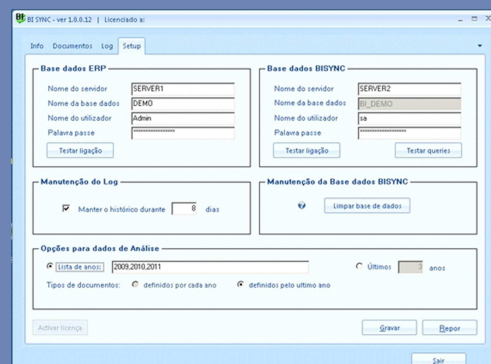 BI SYNC - ver 1.0.0.12 | Licenciado a:
Info Documentos Log Setup
Base dados ERP
Nome do servidor SERVER1
Nome da base dados DEMO
Nome do utilizador Admin
Palavra passe ****************
Testar ligação
Base dados BISYNC
Nome do servidor SERVER2
Nome da base dados BI_DEMO
Nome do utilizador sa
Palavra passe ****************
Testar ligação Testar queries
Manutenção do Log
Manter o histórico durante 8 dias
Manutenção da Base dados BISYNC
Limpar base de dados
Opções para dados de Análise
Lista de anos: 2009,2010,2011 Últimos 3 anos
Tipos de documentos: definidos por cada ano definidos pelo ultimo ano
Activar licença Gravar Repor
Sair